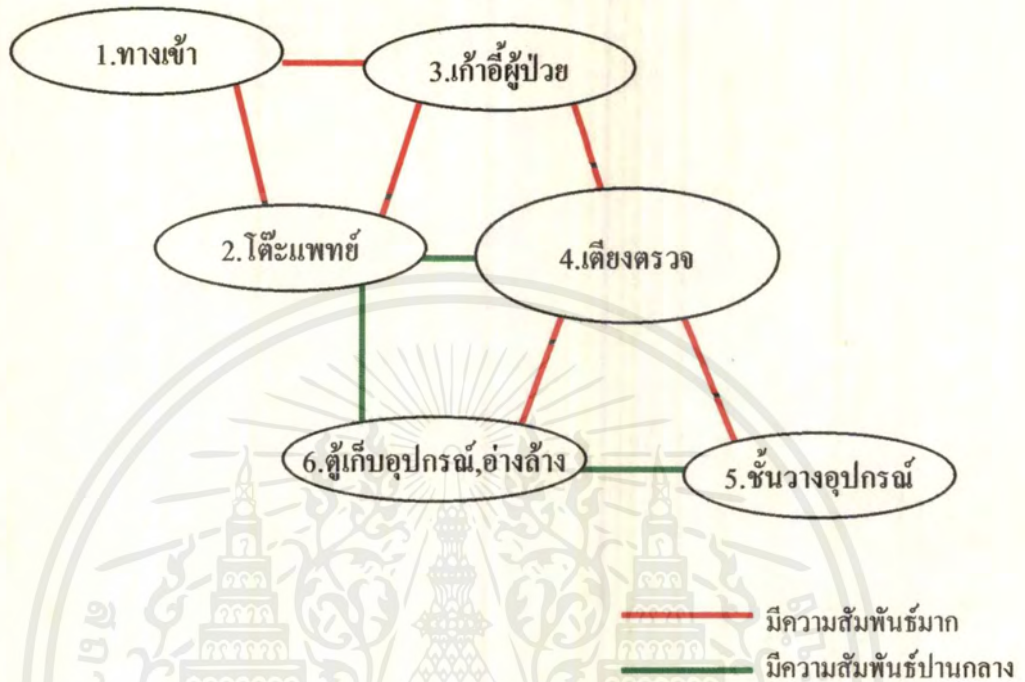 1.ทางเข้า
3.เก้าอี้ผู้ป่วย
2.โต๊ะแพทย์
4.เตียงตรวจ
6.ตู้เก็บอุปกรณ์,อ่างล้าง
5.ชั้นวางอุปกรณ์
มีความสัมพันธ์มาก
มีความสัมพันธ์ปานกลาง